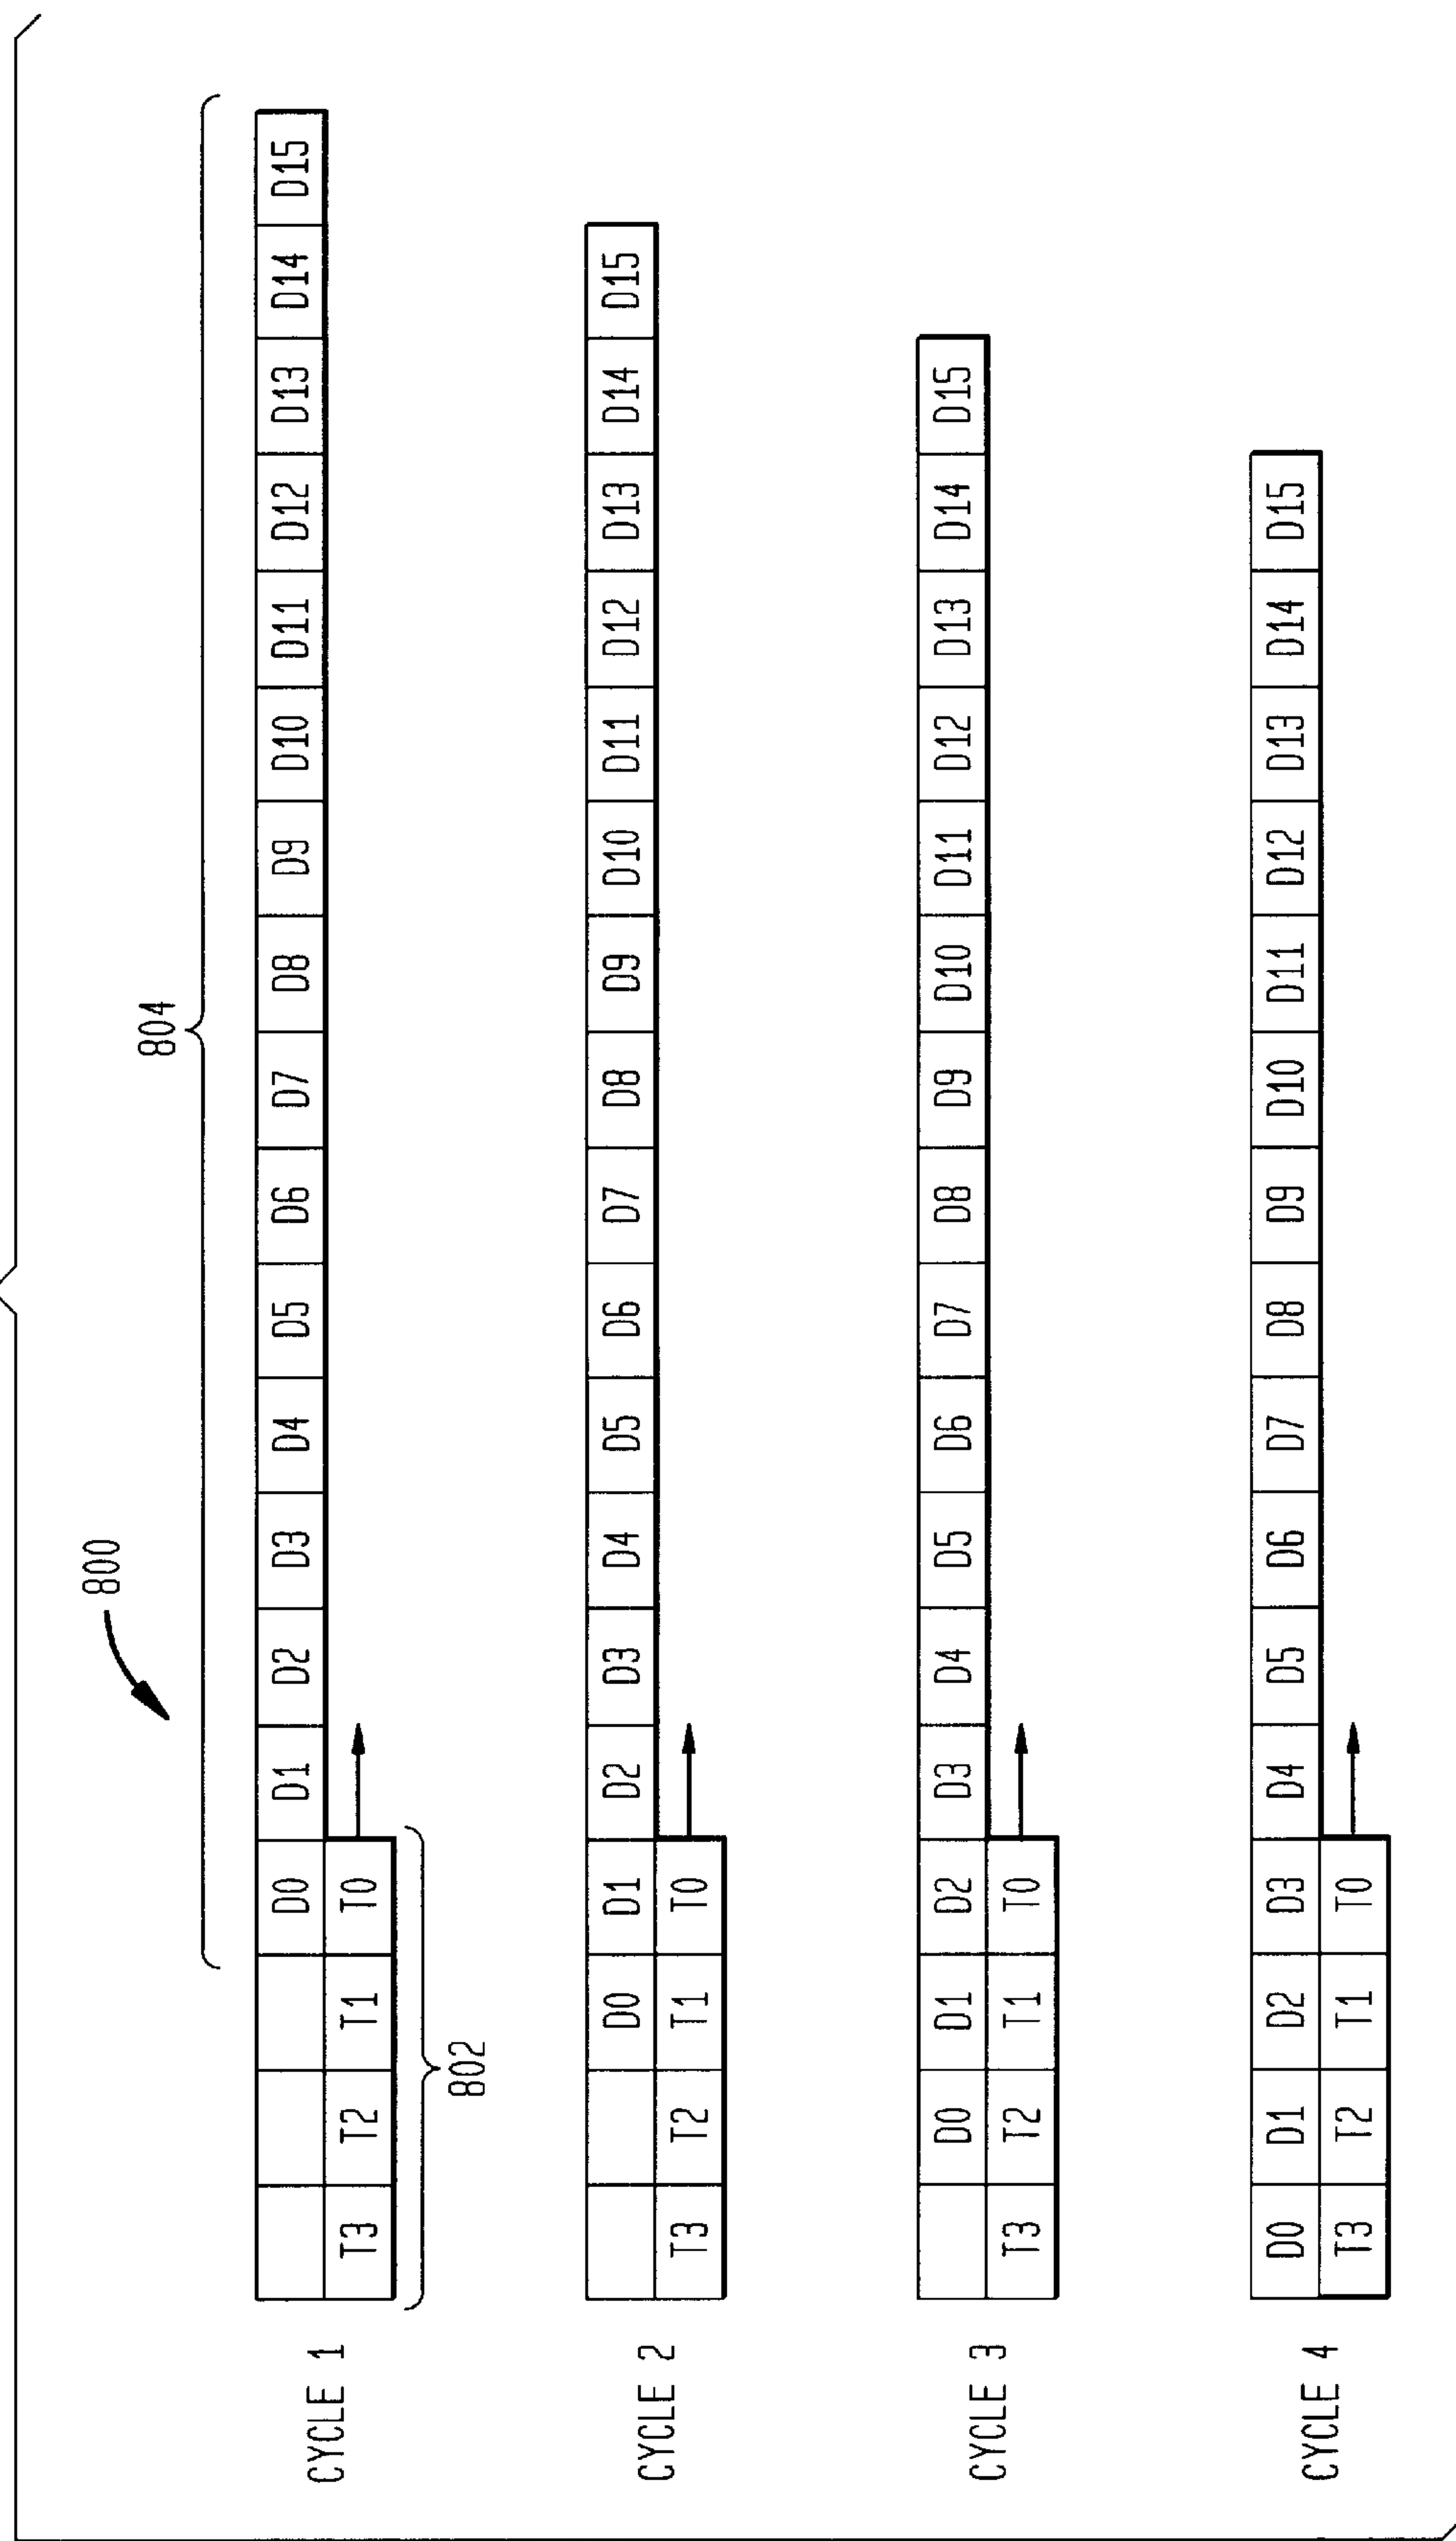 800
804
D0 D1 D2 D3 D4 D5 D6 D7 D8 D9 D10 D11 D12 D13 D14 D15
CYCLE 1
T3 T2 T1 T0
802
D0 D1 D2 D3 D4 D5 D6 D7 D8 D9 D10 D11 D12 D13 D14 D15
CYCLE 2
T3 T2 T1 T0
D0 D1 D2 D3 D4 D5 D6 D7 D8 D9 D10 D11 D12 D13 D14 D15
CYCLE 3
T3 T2 T1 T0
D0 D1 D2 D3 D4 D5 D6 D7 D8 D9 D10 D11 D12 D13 D14 D15
CYCLE 4
T3 T2 T1 T0